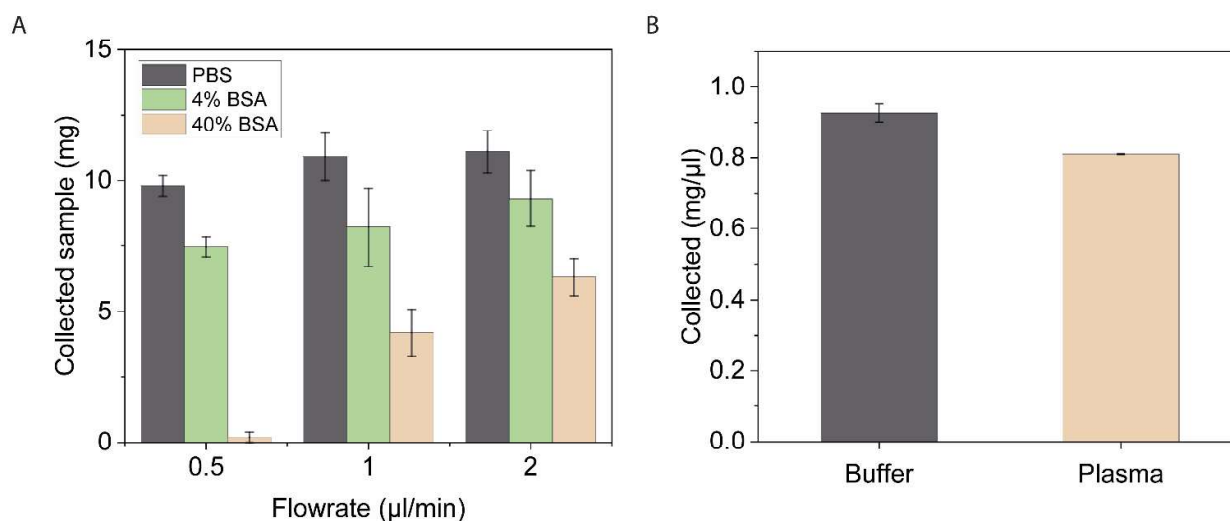 A
Collected sample (mg)
15
10
5
0
PBS
4% BSA
40% BSA
0.5
1
2
Flowrate (µl/min)
B
Collected (mg/µl)
1.0
0.8
0.6
0.4
0.2
0.0
Buffer
Plasma